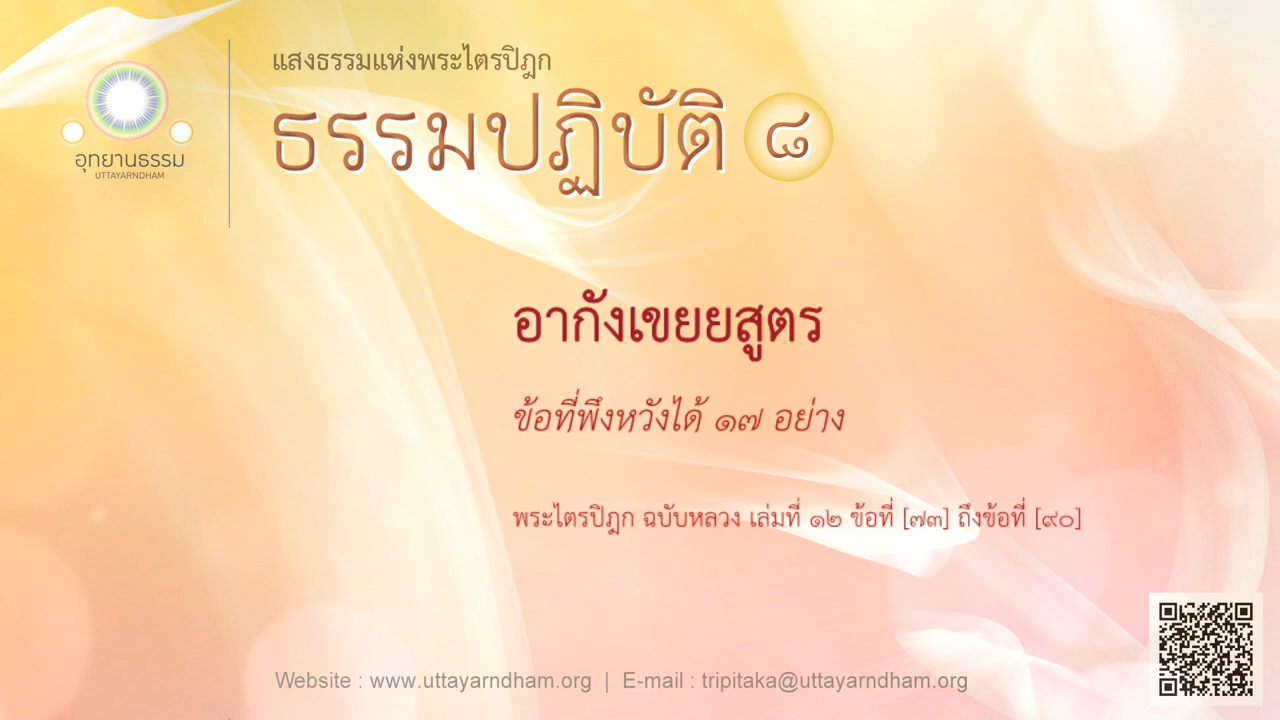 แสงธรรมแห่งพระไตรปิฎก
ธรรมปฏิบัติ ๘
อุทยานธรรม
UTTAYARNDHAM
อากังเขยยสูตร
ข้อที่พึงหวังได้ ๑๗ อย่าง
พระไตรปิฎก ฉบับหลวง เล่มที่ ๑๒ ข้อที่ [๗๓] ถึงข้อที่ [๙๐]
Website : www.uttayarndham.org | E-mail : tripitaka@uttayarndham.org